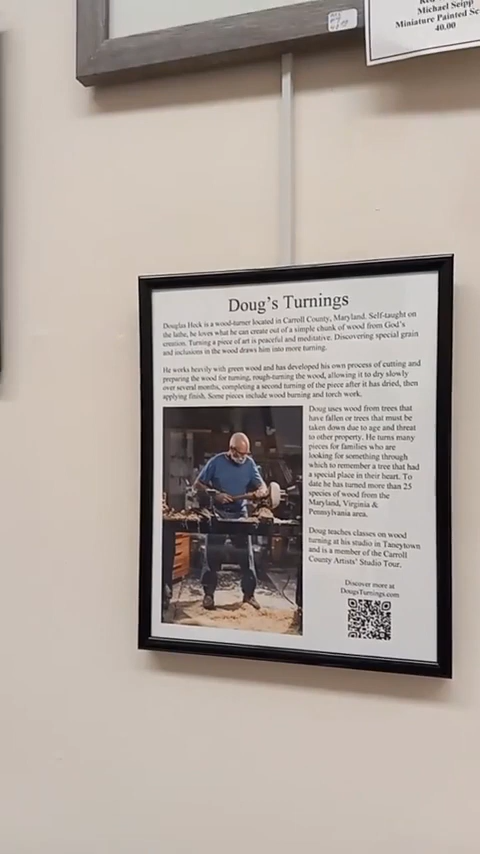 Michael Seipp
Miniature Painted Sc
40.00
Doug's Turnings
Douglas Heck is a wood-turner located in Carroll County, Maryland. Self-taught on
the lathe, he loves what he can create out of a simple chunk of wood from God's
creation. Turning a piece of art is peaceful and meditative. Discovering special grain
and inclusions in the wood draws him into more turning.
He works heavily with green wood and has developed his own process of cutting and
preparing the wood for turning, rough-turning the wood, allowing it to dry slowly
over several months, completing a second turning of the piece after it has dried, then
applying finish. Some pieces include wood burning and torch work.
Doug uses wood from trees that
have fallen or trees that must be
taken down due to age and threat
to other property. He turns many
pieces for families who are
looking for something through
which to remember a tree that had
a special place in their heart. To
date he has turned more than 25
species of wood from the
Maryland, Virginia &
Pennsylvania area.
Doug teaches classes on wood
turning at his studio in Taneytown
and is a member of the Carroll
County Artists' Studio Tour.
Discover more at
DougsTurnings.com